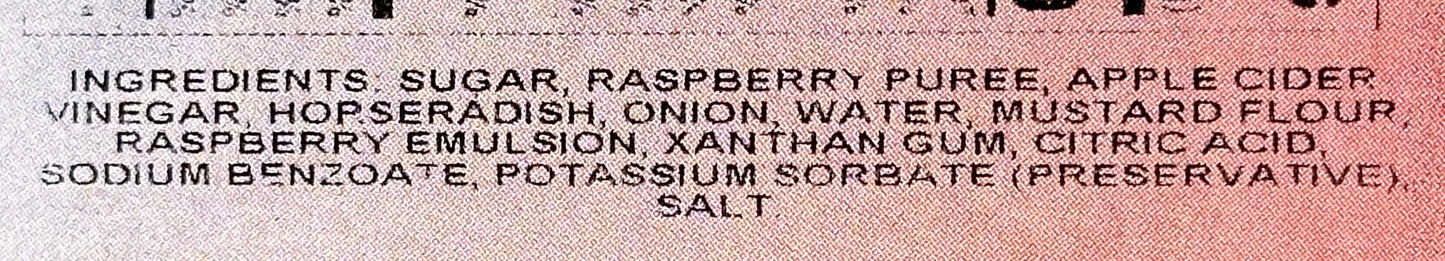 INGREDIENTS: SUGAR, RASPBERRY PUREE, APPLE CIDER
VINEGAR, HORSERADISH, ONION, WATER, MUSTARD FLOUR,
RASPBERRY EMULSION, XANTHAN GUM, CITRIC ACID,
SODIUM BENZOATE, POTASSIUM SORBATE (PRESERVATIVE),
SALT.